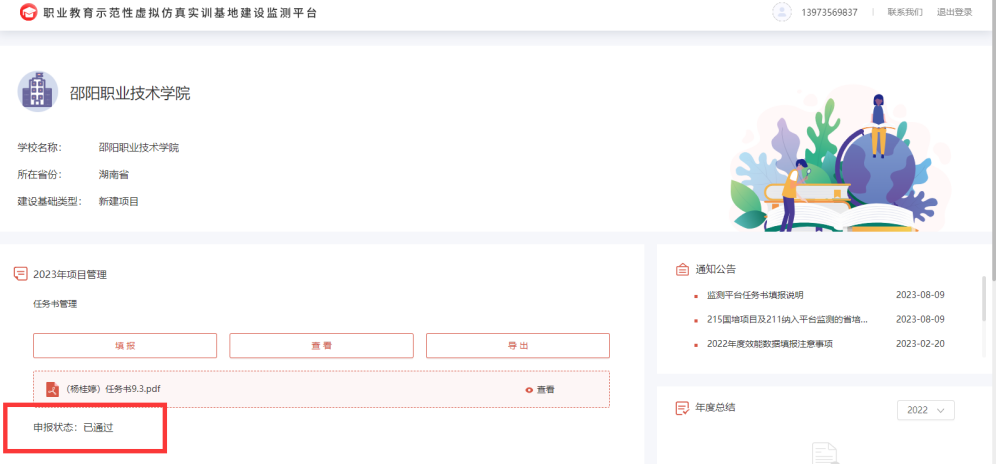 职业教育示范性虚拟仿真实训基地建设监测平台
13973569837 联系我们 退出登录
邵阳职业技术学院
学校名称： 邵阳职业技术学院
所在省份： 湖南省
建设基础类型： 新建项目
2023年项目管理
任务书管理
填报 查看 导出
（杨桂婷）任务书9.3.pdf 查看
申报状态：已通过
通知公告
监测平台任务书填报说明 2023-08-09
215国培项目及211纳入平台监测的省培... 2023-08-09
2022年度效能数据填报注意事项 2023-02-20
年度总结 2022